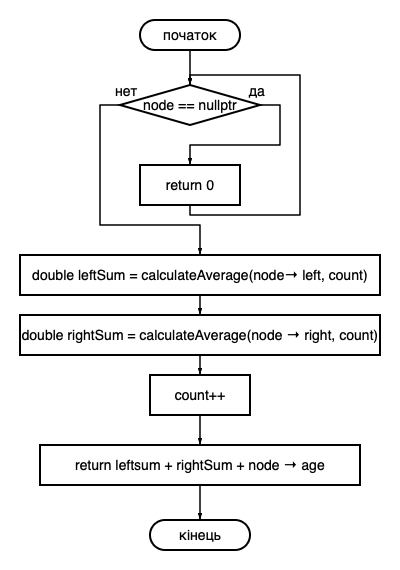 початок
нет
да
node == nullptr
return 0
double leftSum = calculateAverage(node→ left, count)
double rightSum = calculateAverage(node → right, count)
count++
return leftsum + rightSum + node → age
кінець